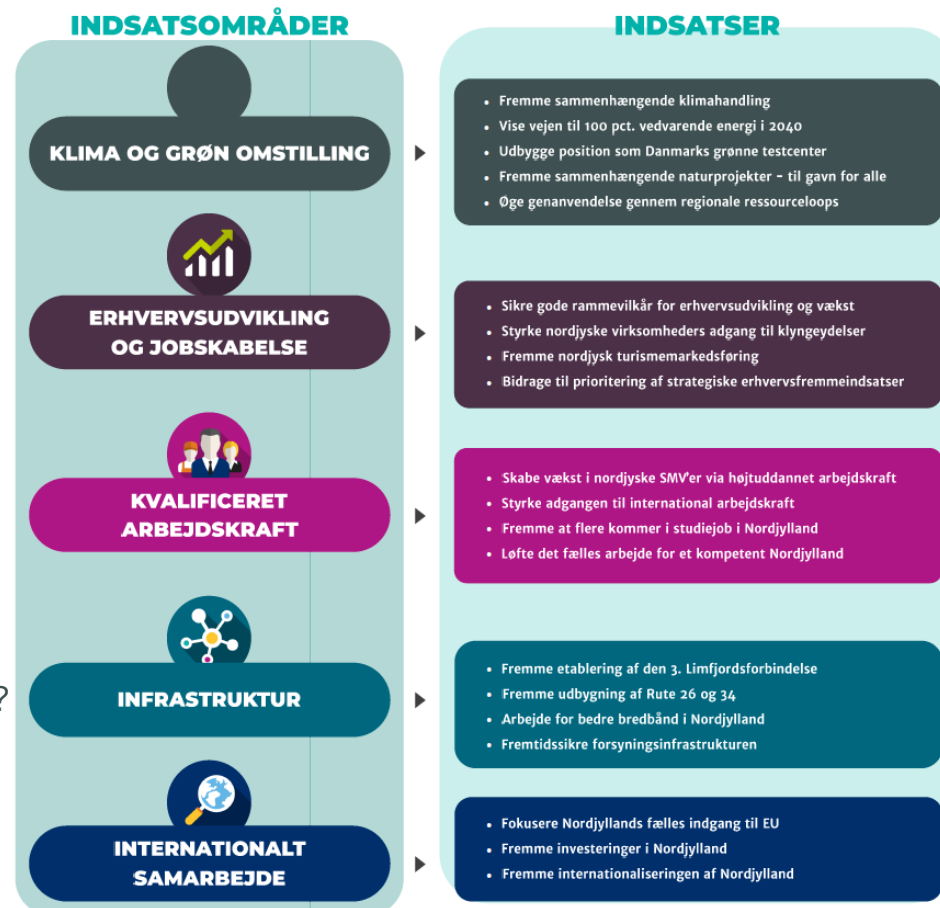 INDSATSOMRÅDER
INDSATSER
KLIMA OG GRØN OMSTILLING
• Fremme sammenhængende klimahandling
• Vise vejen til 100 pct. vedvarende energi i 2040
• Udbygge position som Danmarks grønne testcenter
• Fremme sammenhængende naturprojekter - til gavn for alle
• Øge genanvendelse gennem regionale ressourceloops
ERHVERVSUDVIKLING
OG JOBSKABELSE
• Sikre gode rammevilkår for erhvervsudvikling og vækst
• Styrke nordjyske virksomheders adgang til klyngeydelser
• Fremme nordjysk turismemarkedsføring
• Bidrage til prioritering af strategiske erhvervsfremmeindsatser
KVALIFICERET
ARBEJDSKRAFT
• Skabe vækst i nordjyske SMV'er via højtuddannet arbejdskraft
• Styrke adgangen til international arbejdskraft
• Fremme at flere kommer i studiejob i Nordjylland
• Løfte det fælles arbejde for et kompetent Nordjylland
?
INFRASTRUKTUR
• Fremme etablering af den 3. Limfjordsforbindelse
• Fremme udbygning af Rute 26 og 34
• Arbejde for bedre bredbånd i Nordjylland
• Fremtidssikre forsyningsinfrastrukturen
INTERNATIONALT
SAMARBEJDE
• Fokusere Nordjyllands fælles indgang til EU
• Fremme investeringer i Nordjylland
• Fremme internationaliseringen af Nordjylland